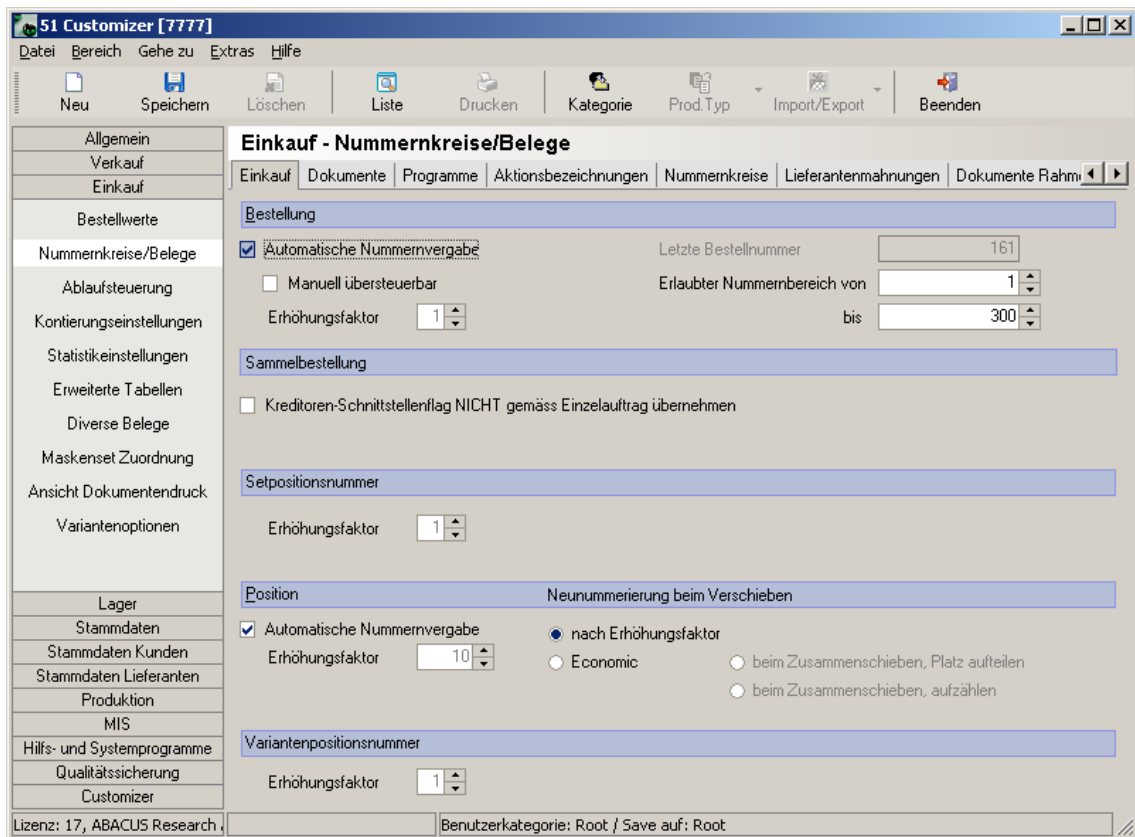 51 Customizer [7777]
Datei Bereich Gehe zu Extras Hilfe
Neu Speichern Löschen Liste Drucken Kategorie Prod.Typ Import/Export Beenden
Allgemein
Verkauf
Einkauf
Bestellwerte
Nummernkreise/Belege
Ablaufsteuerung
Kontierungseinstellungen
Statistikeinstellungen
Erweiterte Tabellen
Diverse Belege
Maskenset Zuordnung
Ansicht Dokumentendruck
Variantenoptionen
Lager
Stammdaten
Stammdaten Kunden
Stammdaten Lieferanten
Produktion
MIS
Hilfs- und Systemprogramme
Qualitätssicherung
Customizer
Einkauf - Nummernkreise/Belege
Einkauf Dokumente Programme Aktionsbezeichnungen Nummernkreise Lieferantenmahnungen Dokumente Rahm
Bestellung
Automatische Nummernvergabe Letzte Bestellnummer 161
Manuell übersteuerbar Erlaubter Nummernbereich von 1
Erhöhungsfaktor 1 bis 300
Sammelbestellung
Kreditoren-Schnittstellenflag NICHT gemäss Einzelauftrag übernehmen
Setpositionsnummer
Erhöhungsfaktor 1
Position Neunummerierung beim Verschieben
Automatische Nummernvergabe nach Erhöhungsfaktor
Erhöhungsfaktor 10 Economic beim Zusammenschieben, Platz aufteilen
beim Zusammenschieben, aufzählen
Variantenpositionsnummer
Erhöhungsfaktor 1
Lizenz: 17, ABACUS Research Benutzerkategorie: Root / Save auf: Root